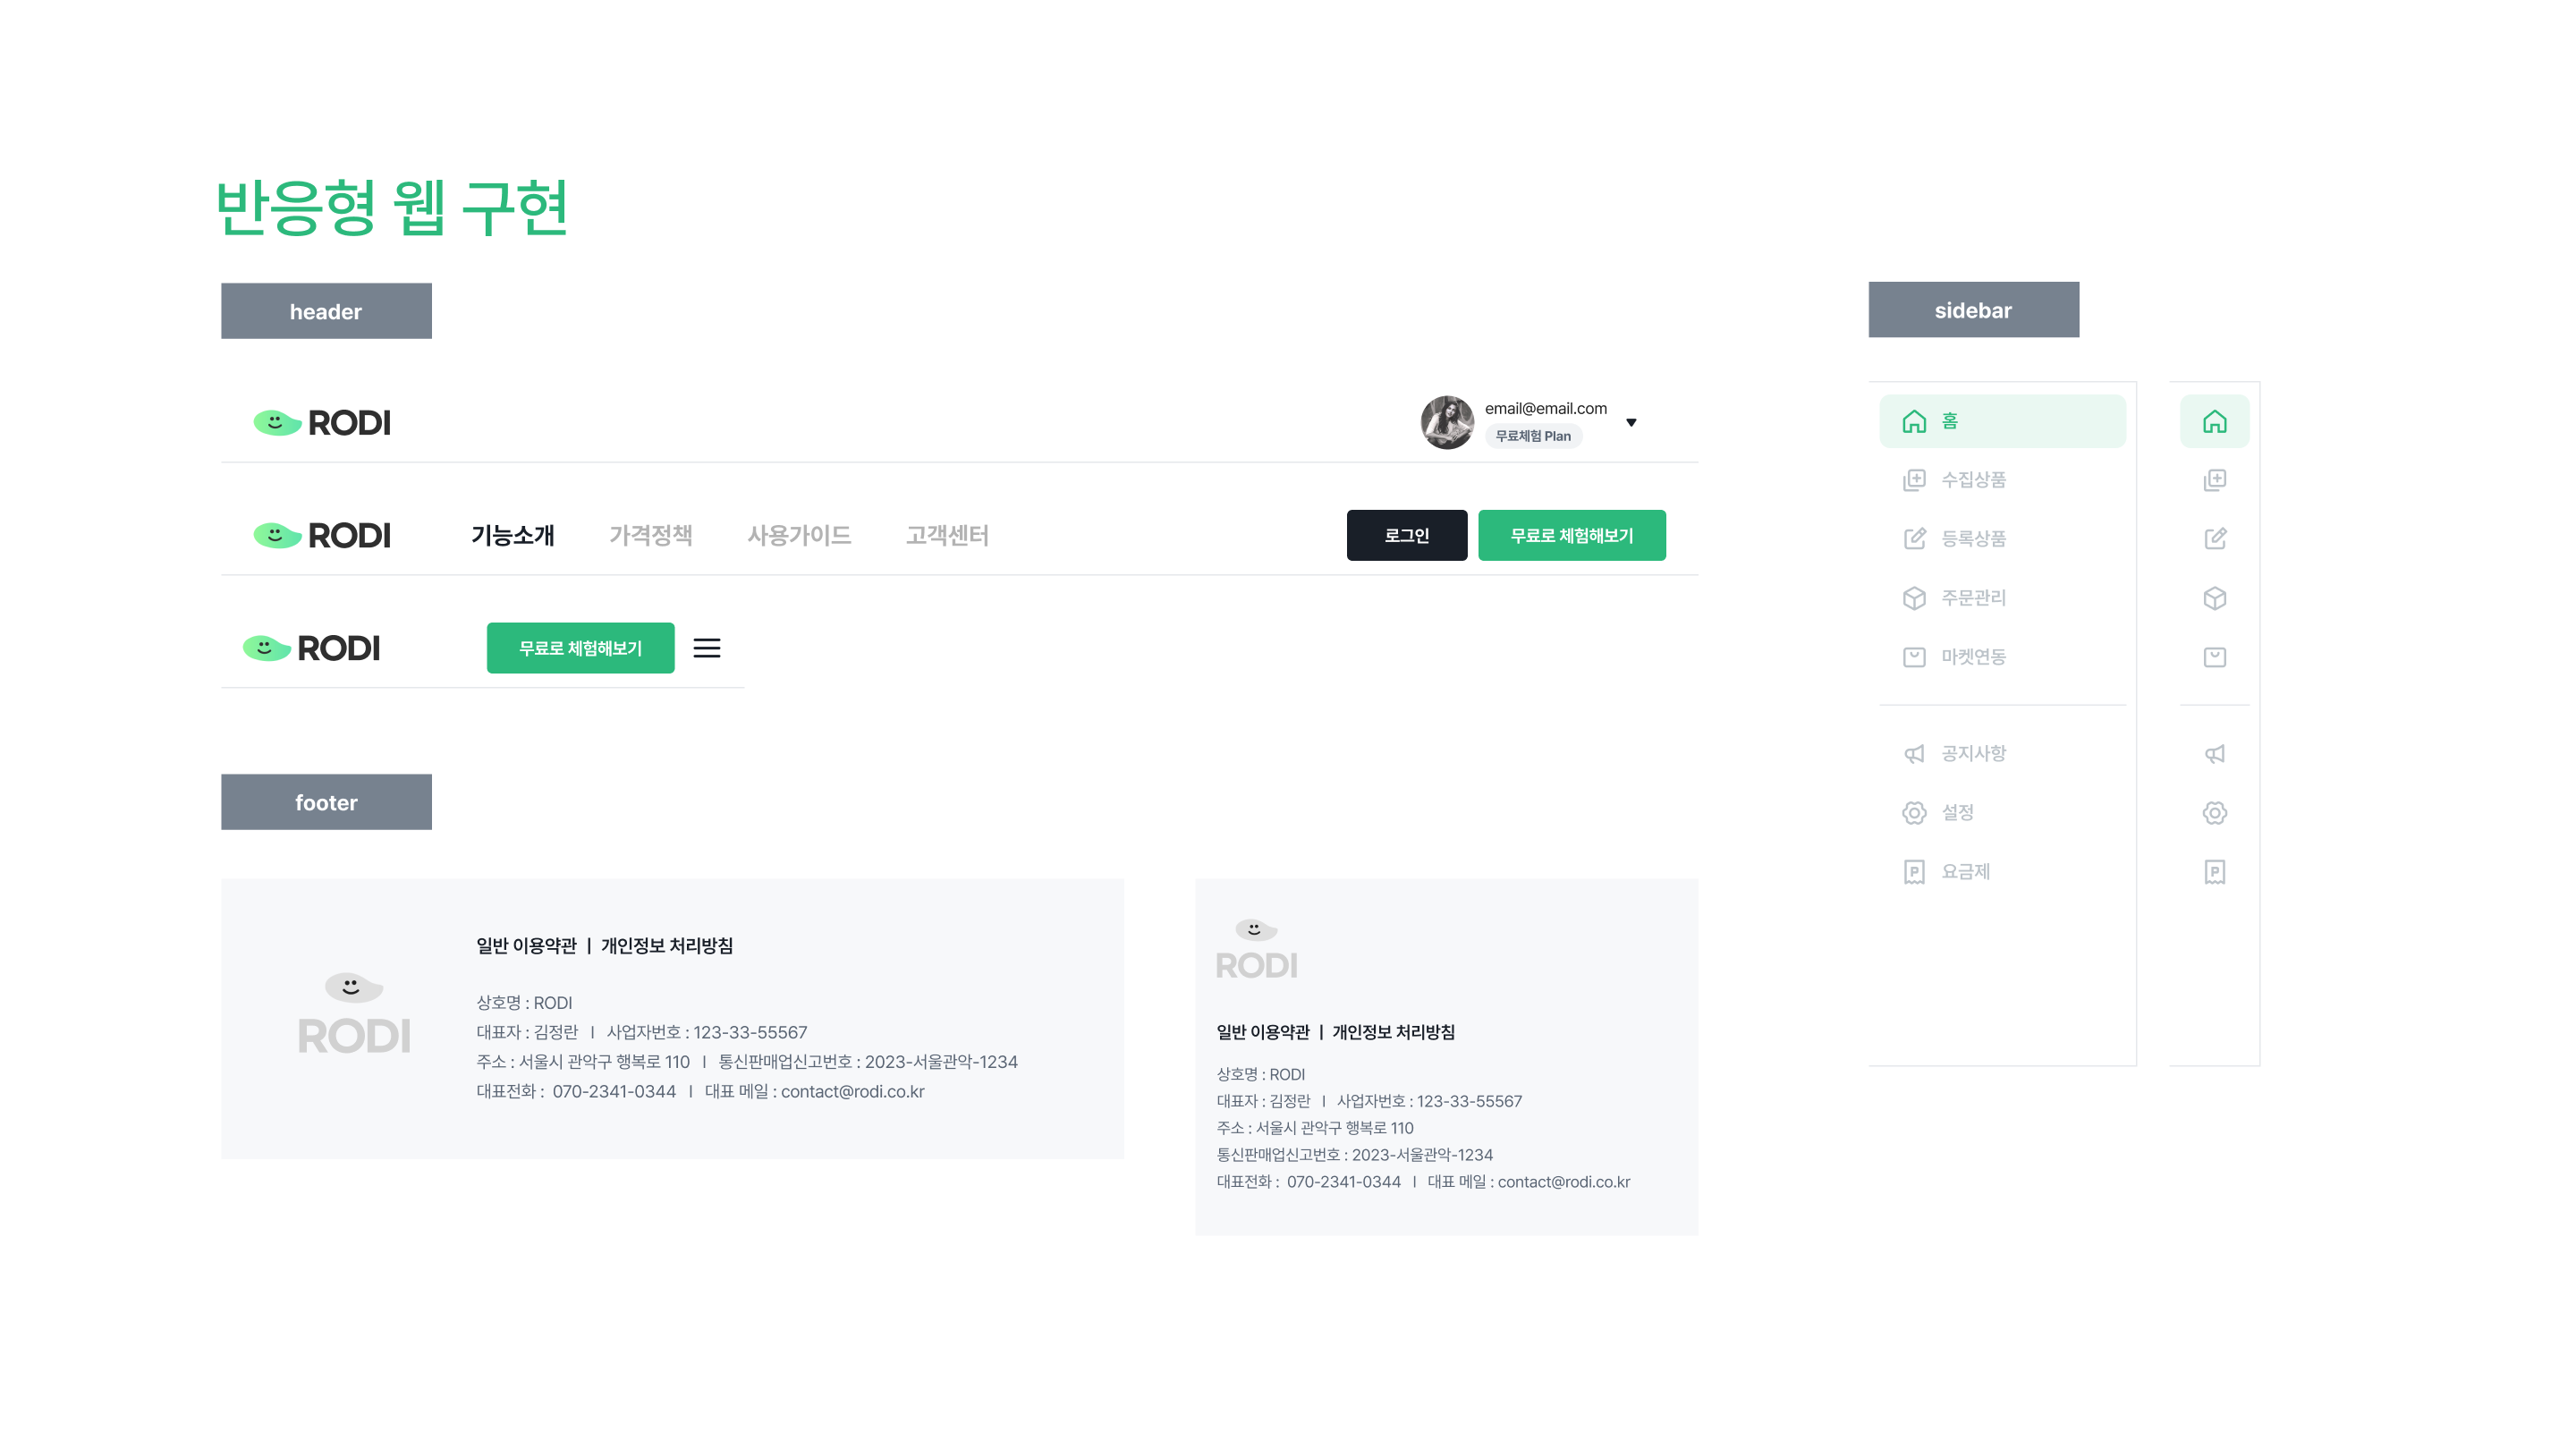 반응형 웹 구현
header
RODI
email@email.com
무료체험 Plan
RODI 기능소개 가격정책 사용가이드 고객센터 로그인 무료로 체험해보기
RODI 무료로 체험해보기
footer
RODI
일반 이용약관 | 개인정보 처리방침
상호명 : RODI
대표자 : 김정란 | 사업자번호 : 123-33-55567
주소 : 서울시 관악구 행복로 110 | 통신판매업신고번호 : 2023-서울관악-1234
대표전화 : 070-2341-0344 | 대표 메일 : contact@rodi.co.kr
RODI
일반 이용약관 | 개인정보 처리방침
상호명 : RODI
대표자 : 김정란 | 사업자번호 : 123-33-55567
주소 : 서울시 관악구 행복로 110
통신판매업신고번호 : 2023-서울관악-1234
대표전화 : 070-2341-0344 | 대표 메일 : contact@rodi.co.kr
sidebar
홈
수집상품
등록상품
주문관리
마켓연동
공지사항
설정
P 요금제
P